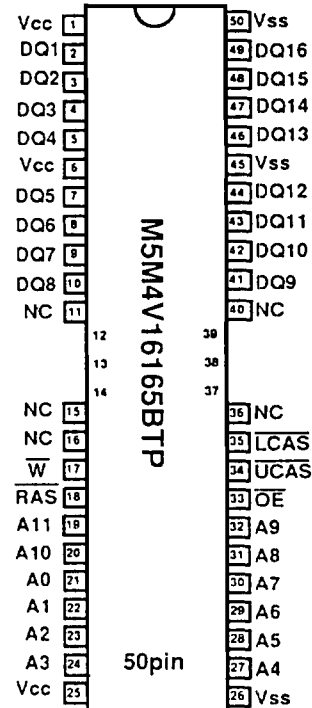 Vcc 1 50 Vss
DQ1 2 49 DQ16
DQ2 3 48 DQ15
DQ3 4 47 DQ14
DQ4 5 46 DQ13
Vcc 6 45 Vss
DQ5 7 44 DQ12
DQ6 8 43 DQ11
DQ7 9 42 DQ10
DQ8 10 41 DQ9
NC 11 40 NC
12 39
13 38
14 37
M5M4V16165BTP
NC 15 36 NC
NC 16 35 L̅C̅A̅S̅
W̅ 17 34 U̅C̅A̅S̅
R̅A̅S̅ 18 33 O̅E̅
A11 19 32 A9
A10 20 31 A8
A0 21 30 A7
A1 22 29 A6
A2 23 28 A5
A3 24 27 A4
Vcc 25 26 Vss
50pin